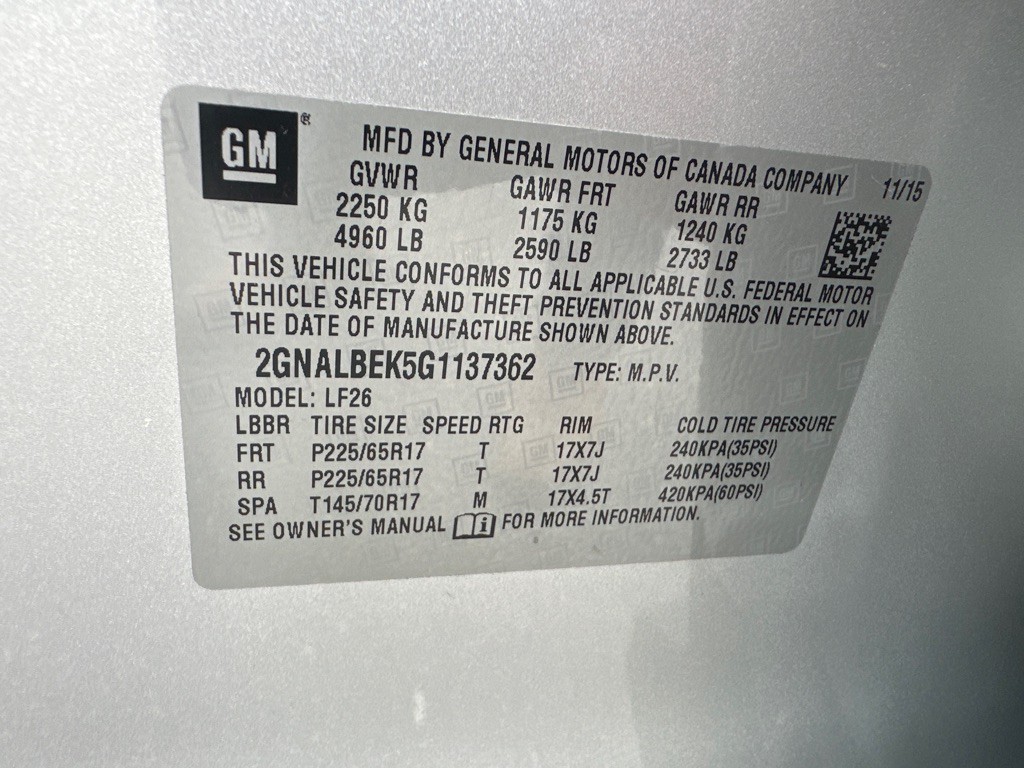 GM®
MFD BY GENERAL MOTORS OF CANADA COMPANY 11/15
GVWR GAWR FRT GAWR RR
2250 KG 1175 KG 1240 KG
4960 LB 2590 LB 2733 LB
THIS VEHICLE CONFORMS TO ALL APPLICABLE U.S. FEDERAL MOTOR
VEHICLE SAFETY AND THEFT PREVENTION STANDARDS IN EFFECT ON
THE DATE OF MANUFACTURE SHOWN ABOVE.
2GNALBEK5G1137362 TYPE: M.P.V.
MODEL: LF26
LBBR TIRE SIZE SPEED RTG RIM COLD TIRE PRESSURE
FRT P225/65R17 T 17X7J 240KPA(35PSI)
RR P225/65R17 T 17X7J 240KPA(35PSI)
SPA T145/70R17 M 17X4.5T 420KPA(60PSI)
SEE OWNER'S MANUAL i FOR MORE INFORMATION.